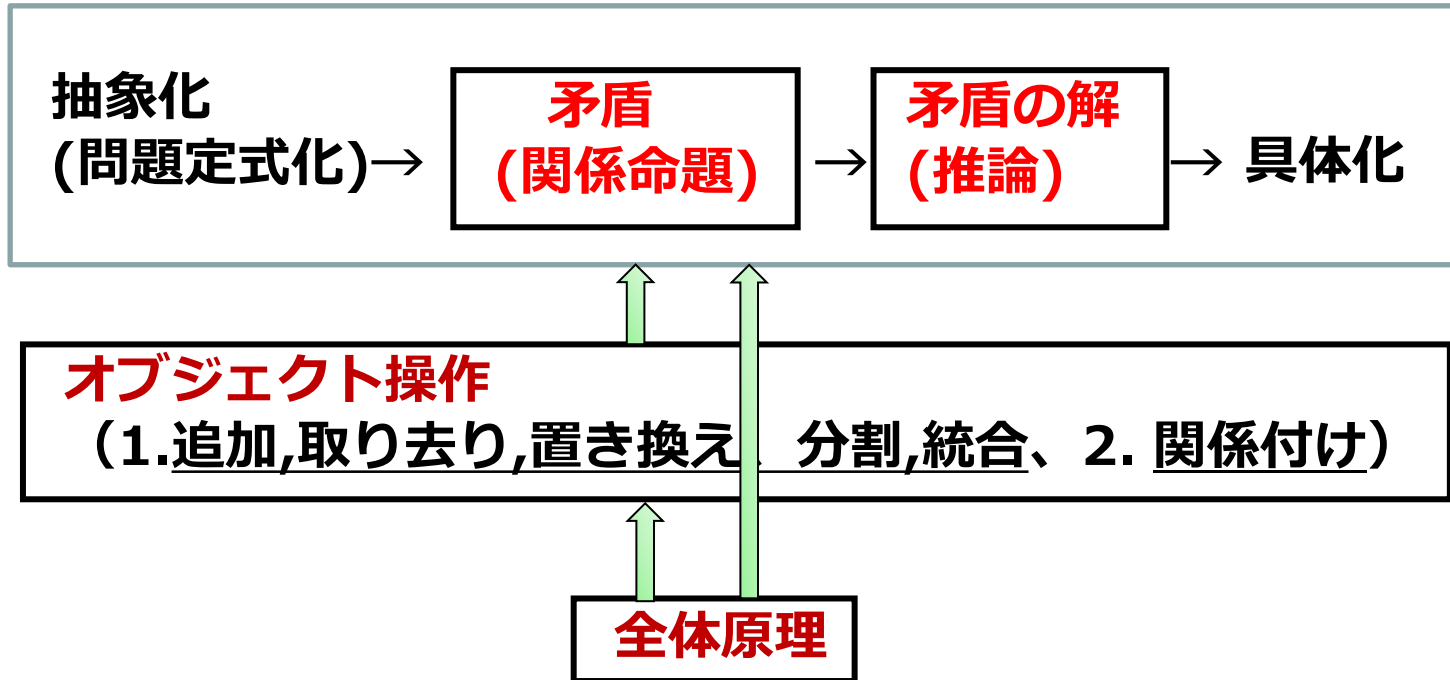 抽象化
(問題定式化)→
矛盾
(関係命題)
→
矛盾の解
(推論)
→ 具体化
オブジェクト操作
（1.追加,取り去り,置き換え、分割,統合、2. 関係付け）
全体原理